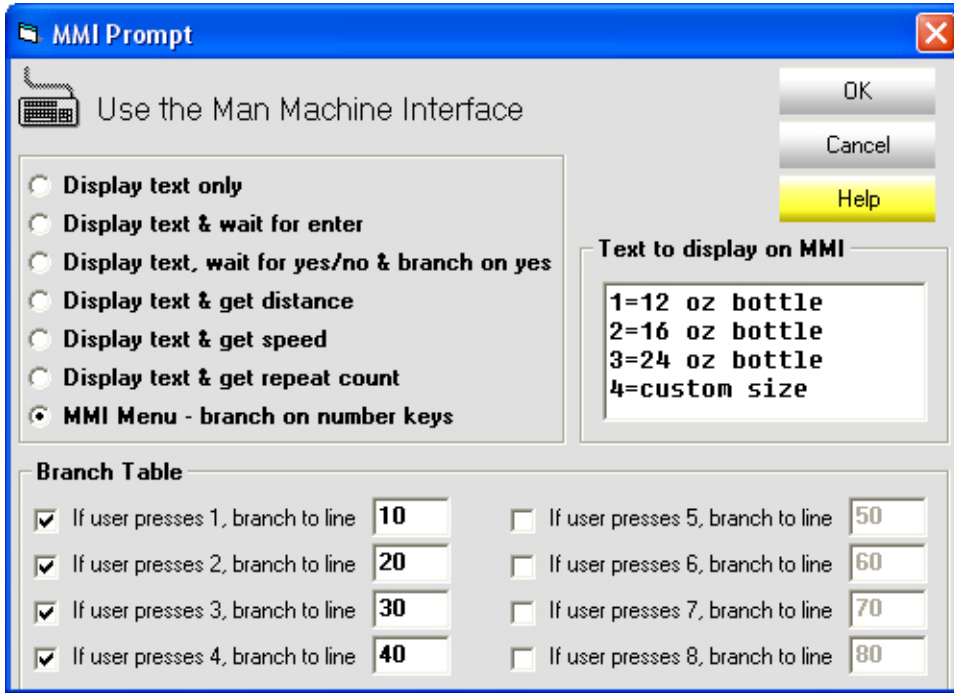 MMI Prompt
Use the Man Machine Interface
OK
Cancel
Help
Display text only
Display text & wait for enter
Display text, wait for yes/no & branch on yes
Display text & get distance
Display text & get speed
Display text & get repeat count
MMI Menu - branch on number keys
Text to display on MMI
1=12 oz bottle
2=16 oz bottle
3=24 oz bottle
4=custom size
Branch Table
If user presses 1, branch to line 10
If user presses 2, branch to line 20
If user presses 3, branch to line 30
If user presses 4, branch to line 40
If user presses 5, branch to line 50
If user presses 6, branch to line 60
If user presses 7, branch to line 70
If user presses 8, branch to line 80